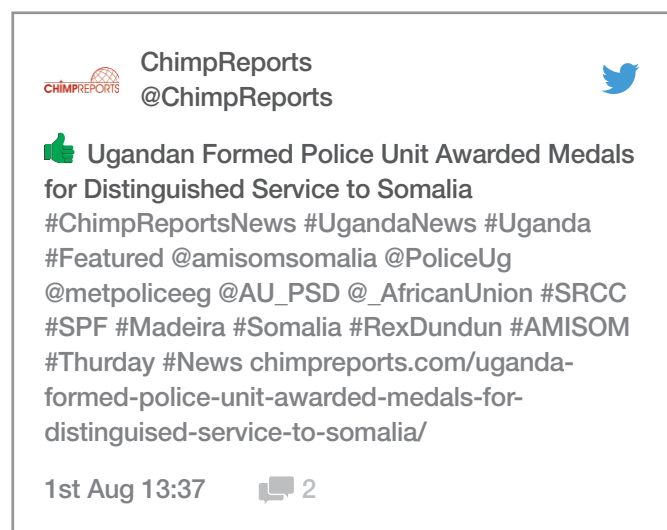 ChimpReports
@ChimpReports
CHIMPREPORTS
Ugandan Formed Police Unit Awarded Medals
for Distinguished Service to Somalia
#ChimpReportsNews #UgandaNews #Uganda
#Featured @amisomsomalia @PoliceUg
@metpoliceeg @AU_PSD @_AfricanUnion #SRCC
#SPF #Madeira #Somalia #RexDundun #AMISOM
#Thurday #News chimpreports.com/uganda-
formed-police-unit-awarded-medals-for-
distinguised-service-to-somalia/
1st Aug 13:37 2